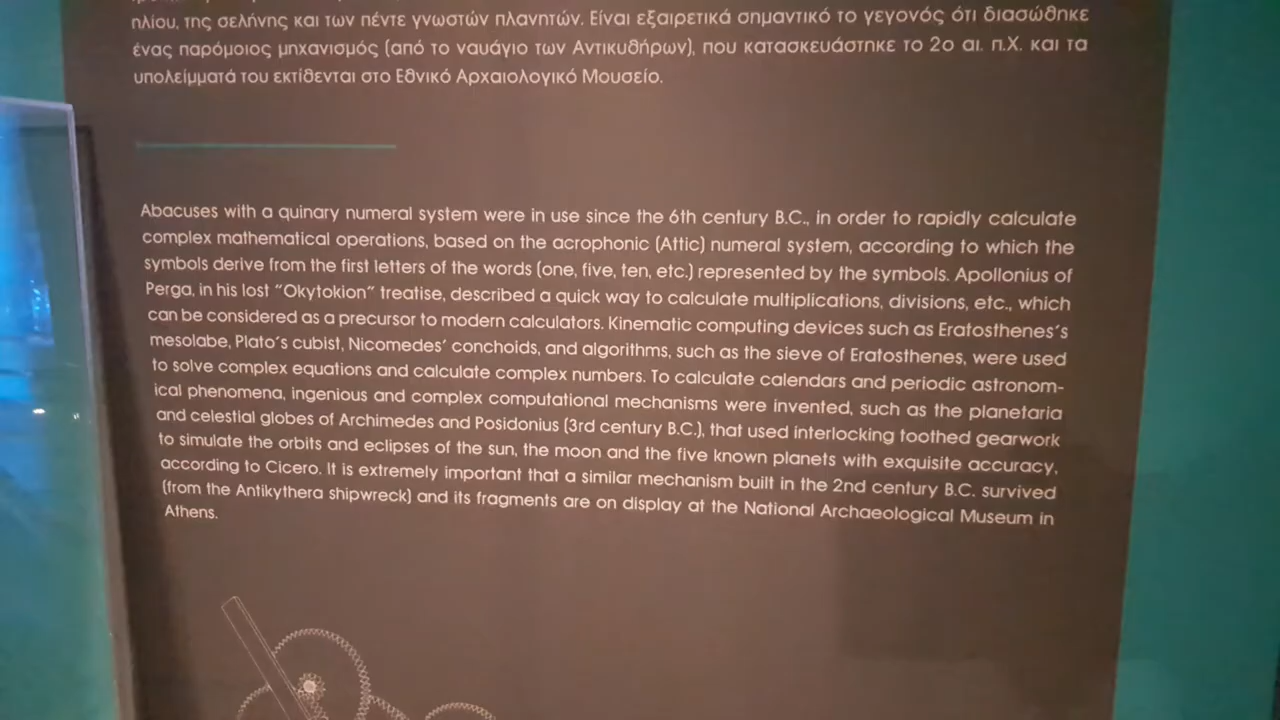 ηλίου, της σελήνης και των πέντε γνωστών πλανητών. Είναι εξαιρετικά σημαντικό το γεγονός ότι διασώθηκε
ένας παρόμοιος μηχανισμός (από το ναυάγιο των Αντικυθήρων), που κατασκευάστηκε το 2ο αι. π.Χ. και τα
υπολείμματά του εκτίθενται στο Εθνικό Αρχαιολογικό Μουσείο.
Abacuses with a quinary numeral system were in use since the 6th century B.C., in order to rapidly calculate
complex mathematical operations, based on the acrophonic (Attic) numeral system, according to which the
symbols derive from the first letters of the words (one, five, ten, etc.) represented by the symbols. Apollonius of
Perga, in his lost “Okytokion” treatise, described a quick way to calculate multiplications, divisions, etc., which
can be considered as a precursor to modern calculators. Kinematic computing devices such as Eratosthenes’s
mesolabe, Plato’s cubist, Nicomedes’ conchoids, and algorithms, such as the sieve of Eratosthenes, were used
to solve complex equations and calculate complex numbers. To calculate calendars and periodic astronom-
ical phenomena, ingenious and complex computational mechanisms were invented, such as the planetaria
and celestial globes of Archimedes and Posidonius (3rd century B.C.), that used interlocking toothed gearwork
to simulate the orbits and eclipses of the sun, the moon and the five known planets with exquisite accuracy,
according to Cicero. It is extremely important that a similar mechanism built in the 2nd century B.C. survived
(from the Antikythera shipwreck) and its fragments are on display at the National Archaeological Museum in
Athens.